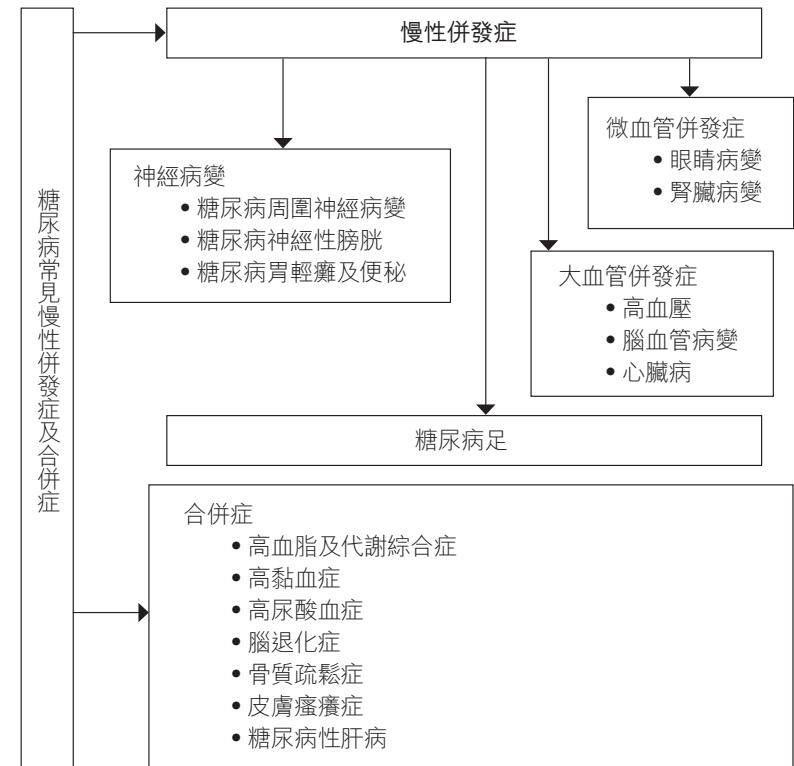 糖尿病常見慢性併發症及合併症
慢性併發症
神經病變
• 糖尿病周圍神經病變
• 糖尿病神經性膀胱
• 糖尿病胃輕癱及便秘
微血管併發症
• 眼睛病變
• 腎臟病變
大血管併發症
• 高血壓
• 腦血管病變
• 心臟病
糖尿病足
合併症
• 高血脂及代謝綜合症
• 高黏血症
• 高尿酸血症
• 腦退化症
• 骨質疏鬆症
• 皮膚瘙癢症
• 糖尿病性肝病